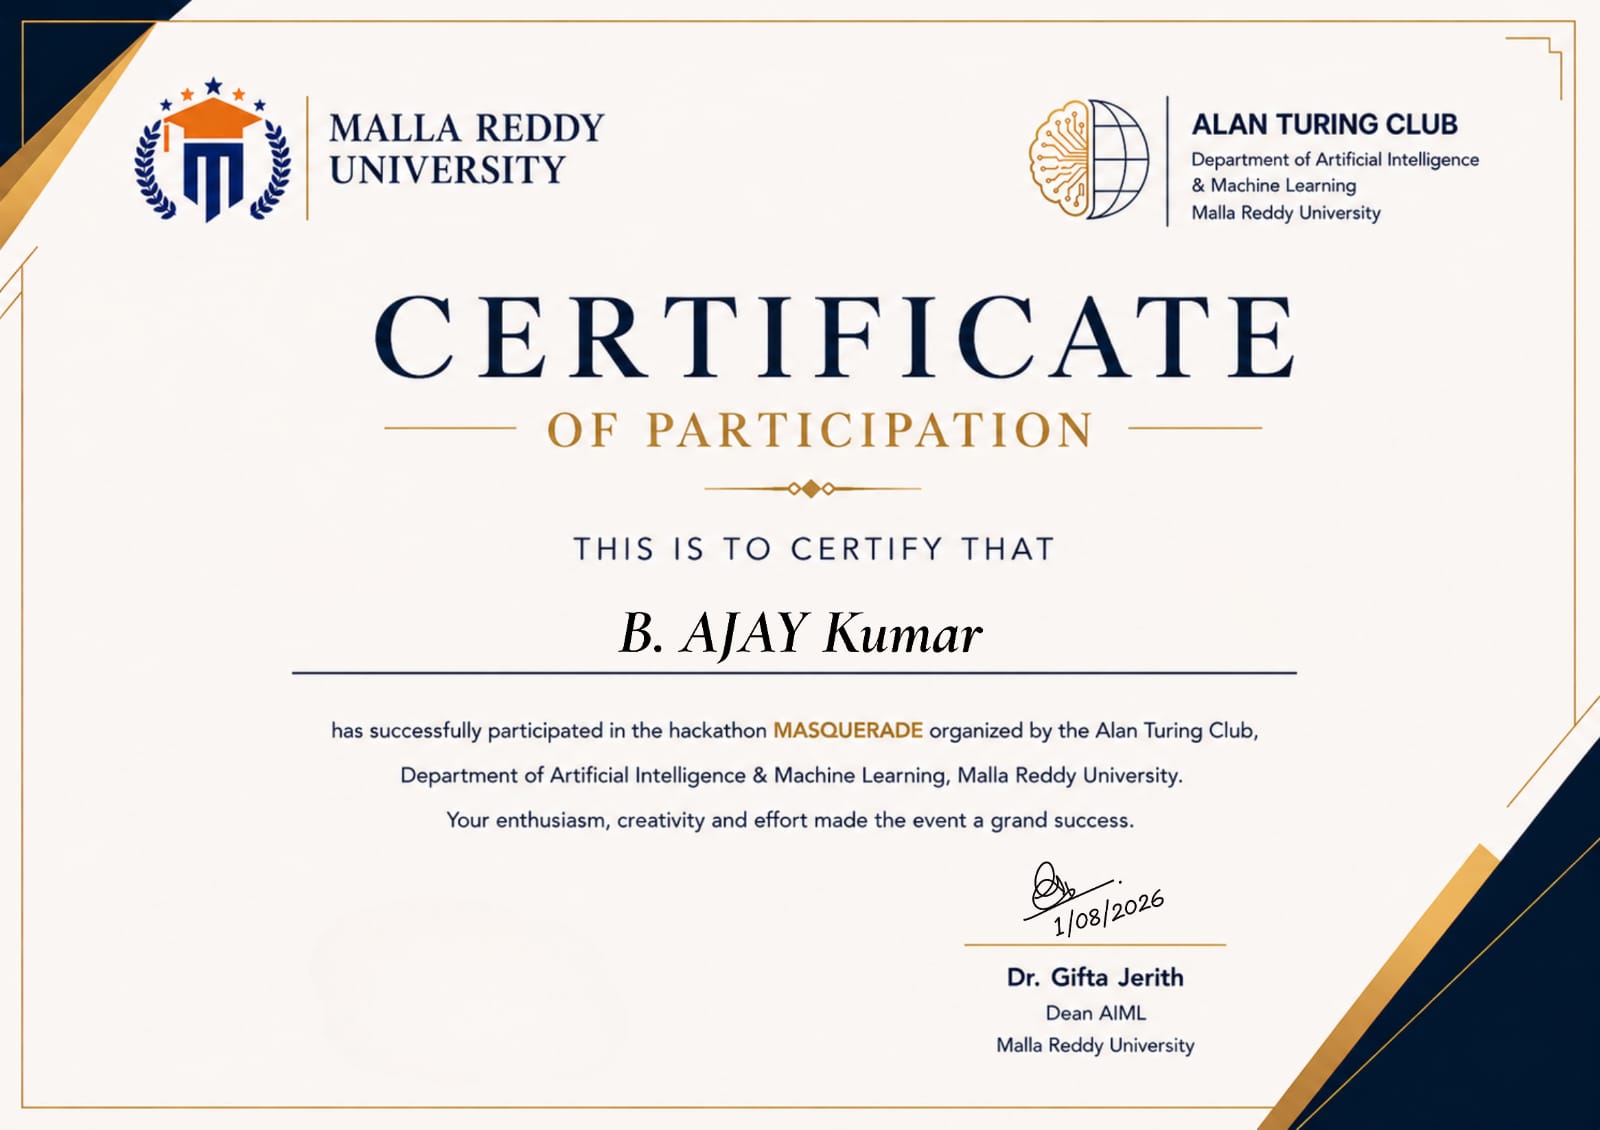 MALLA REDDY
UNIVERSITY
ALAN TURING CLUB
Department of Artificial Intelligence
& Machine Learning
Malla Reddy University
CERTIFICATE
OF PARTICIPATION
THIS IS TO CERTIFY THAT
B. AJAY Kumar
has successfully participated in the hackathon MASQUERADE organized by the Alan Turing Club,
Department of Artificial Intelligence & Machine Learning, Malla Reddy University.
Your enthusiasm, creativity and effort made the event a grand success.
1/08/2026
Dr. Gifta Jerith
Dean AIML
Malla Reddy University